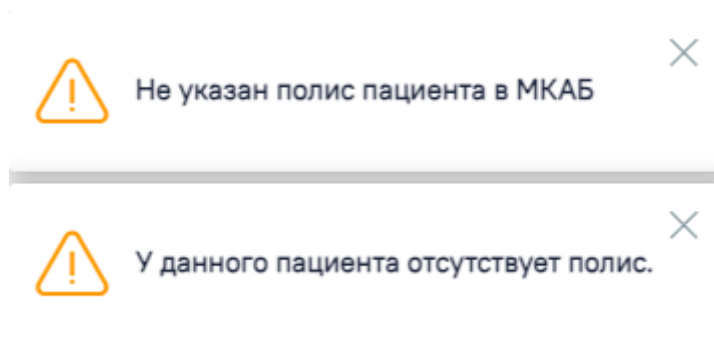 Не указан полис пациента в МКАБ
У данного пациента отсутствует полис.